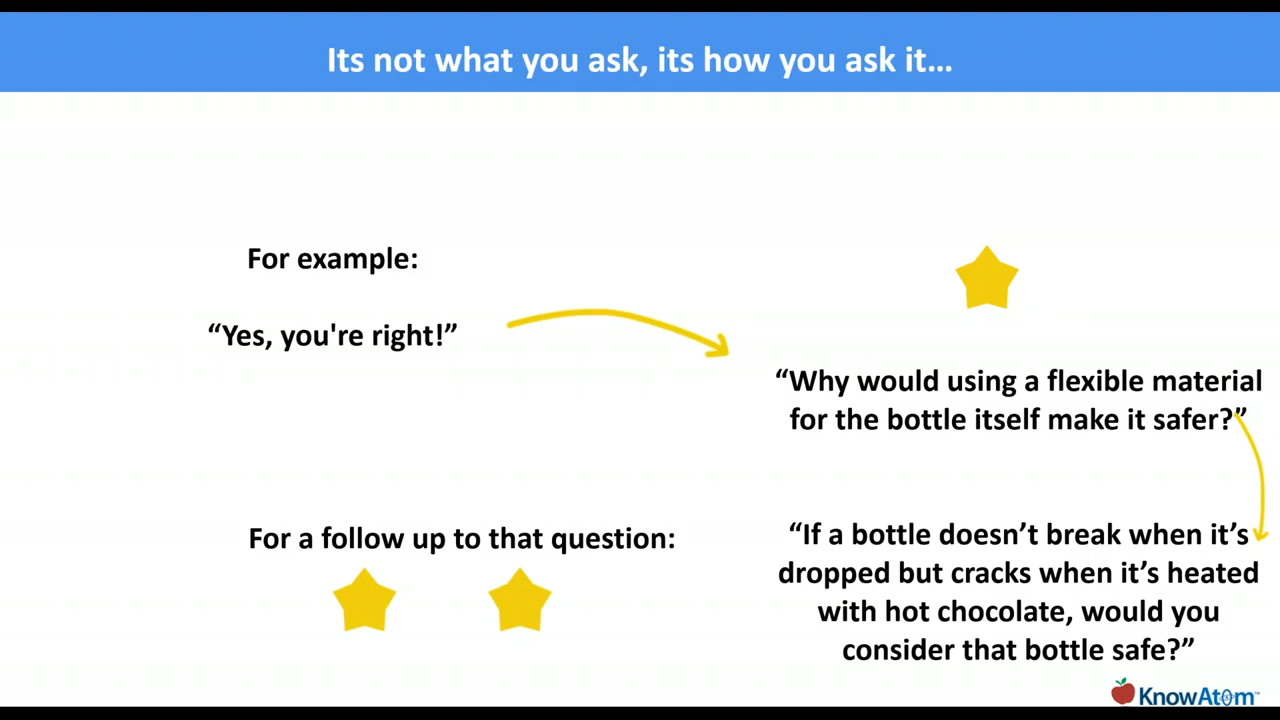 Its not what you ask, its how you ask it...
For example:
“Yes, you're right!”
“Why would using a flexible material
for the bottle itself make it safer?”
For a follow up to that question:
“If a bottle doesn’t break when it’s
dropped but cracks when it’s heated
with hot chocolate, would you
consider that bottle safe?”
KnowAtom™